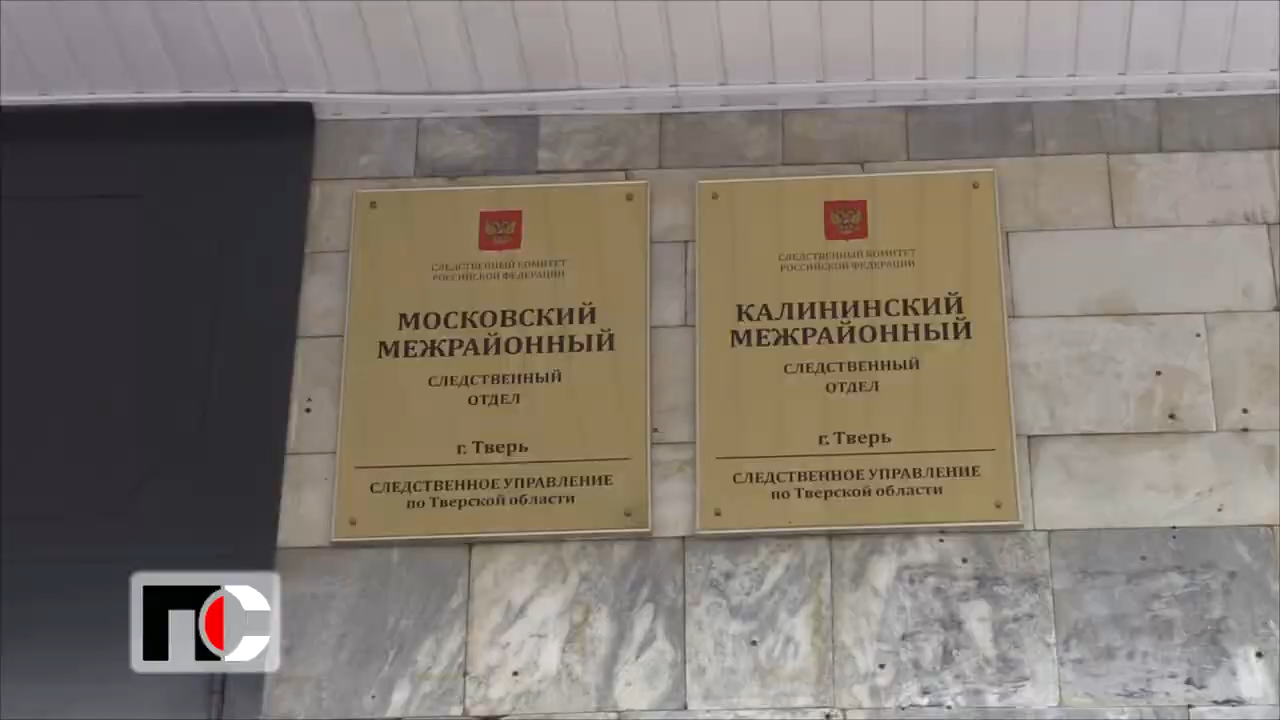 СЛЕДСТВЕННЫЙ КОМИТЕТ
РОССИЙСКОЙ ФЕДЕРАЦИИ
МОСКОВСКИЙ
МЕЖРАЙОННЫЙ
СЛЕДСТВЕННЫЙ
ОТДЕЛ
г. Тверь
СЛЕДСТВЕННОЕ УПРАВЛЕНИЕ
по Тверской области
СЛЕДСТВЕННЫЙ КОМИТЕТ
РОССИЙСКОЙ ФЕДЕРАЦИИ
КАЛИНИНСКИЙ
МЕЖРАЙОННЫЙ
СЛЕДСТВЕННЫЙ
ОТДЕЛ
г. Тверь
СЛЕДСТВЕННОЕ УПРАВЛЕНИЕ
по Тверской области
ПС